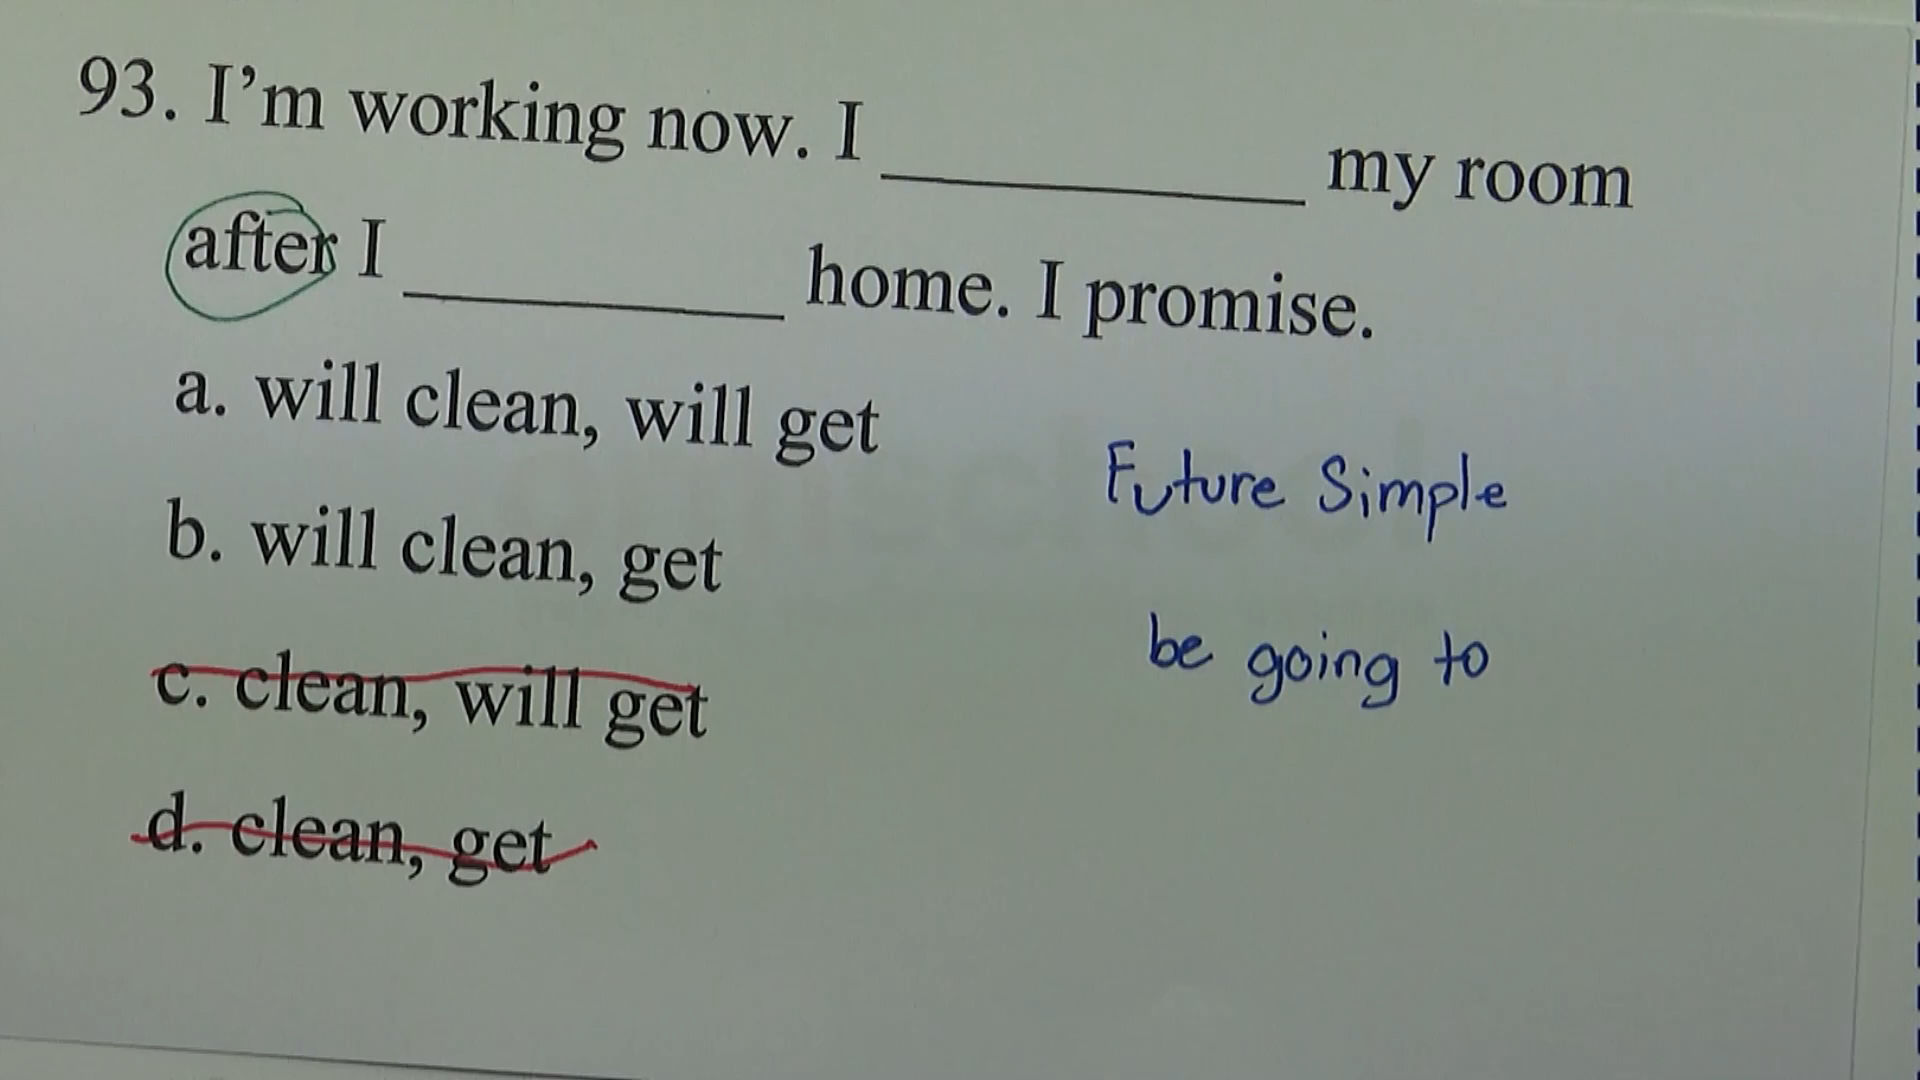 93. I'm working now. I __________ my room
after I __________ home. I promise.
a. will clean, will get
b. will clean, get
c. clean, will get
d. clean, get
Future Simple
be going to